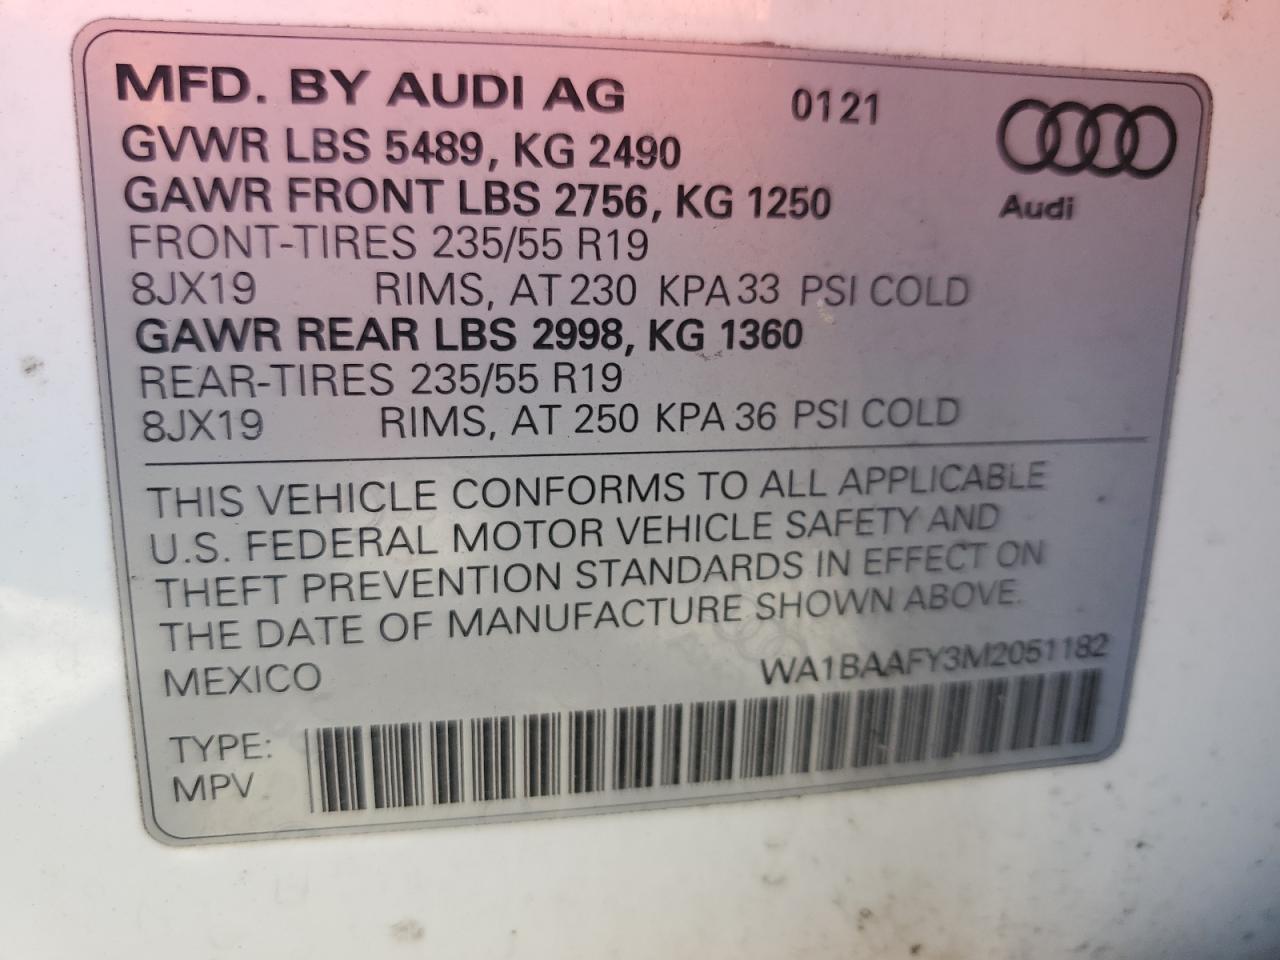 MFD. BY AUDI AG 0121
GVWR LBS 5489, KG 2490
GAWR FRONT LBS 2756, KG 1250
Audi
FRONT-TIRES 235/55 R19
8JX19 RIMS, AT 230 KPA 33 PSI COLD
GAWR REAR LBS 2998, KG 1360
REAR-TIRES 235/55 R19
8JX19 RIMS, AT 250 KPA 36 PSI COLD
THIS VEHICLE CONFORMS TO ALL APPLICABLE
U.S. FEDERAL MOTOR VEHICLE SAFETY AND
THEFT PREVENTION STANDARDS IN EFFECT ON
THE DATE OF MANUFACTURE SHOWN ABOVE.
MEXICO WA1BAAFY3M2051182
TYPE:
MPV